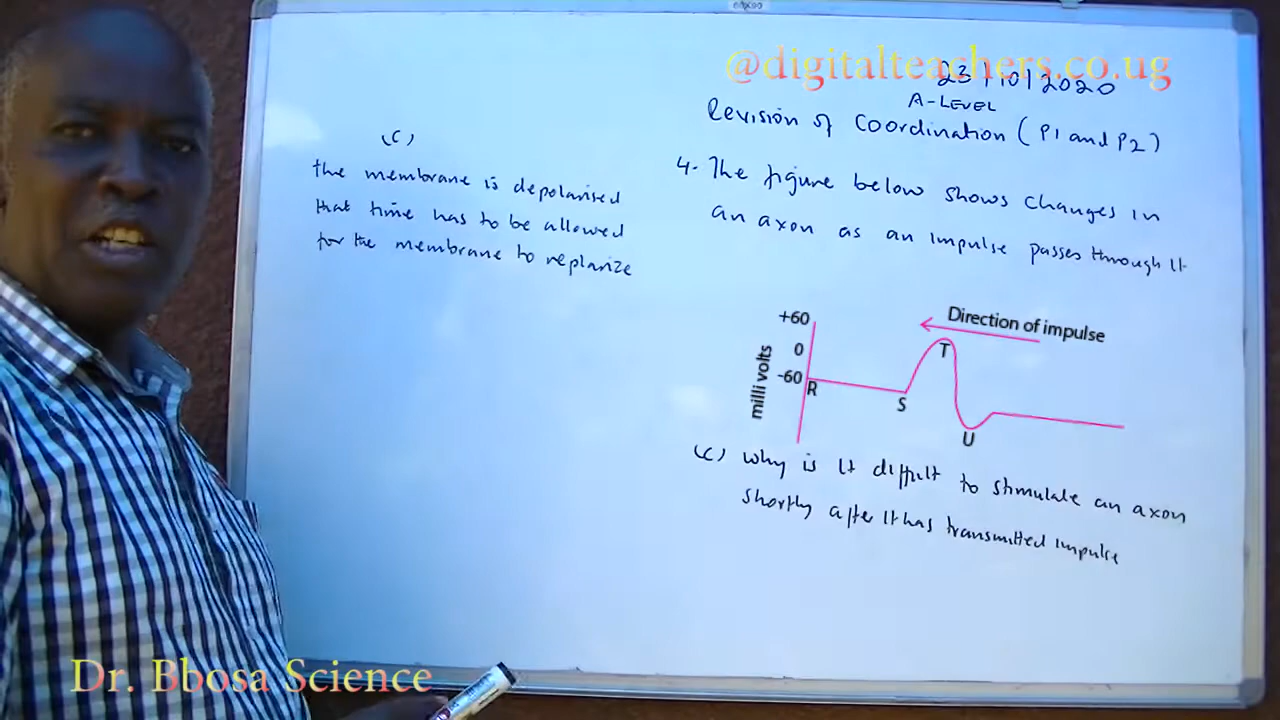 @digitalteachers.co.ug
23/10/2020
A-LEVEL
Revision of Coordination (P1 and P2)
(c)
the membrane is depolarised
that time has to be allowed
for the membrane to replarize
4. The figure below shows changes in
an axon as an impulse passes through it
Direction of impulse
+60
0
-60
milli volts
R
S
T
U
(c) why is it diffult to stimulate an axon
shortly after it has transmitted impulse
Dr. Bbosa Science